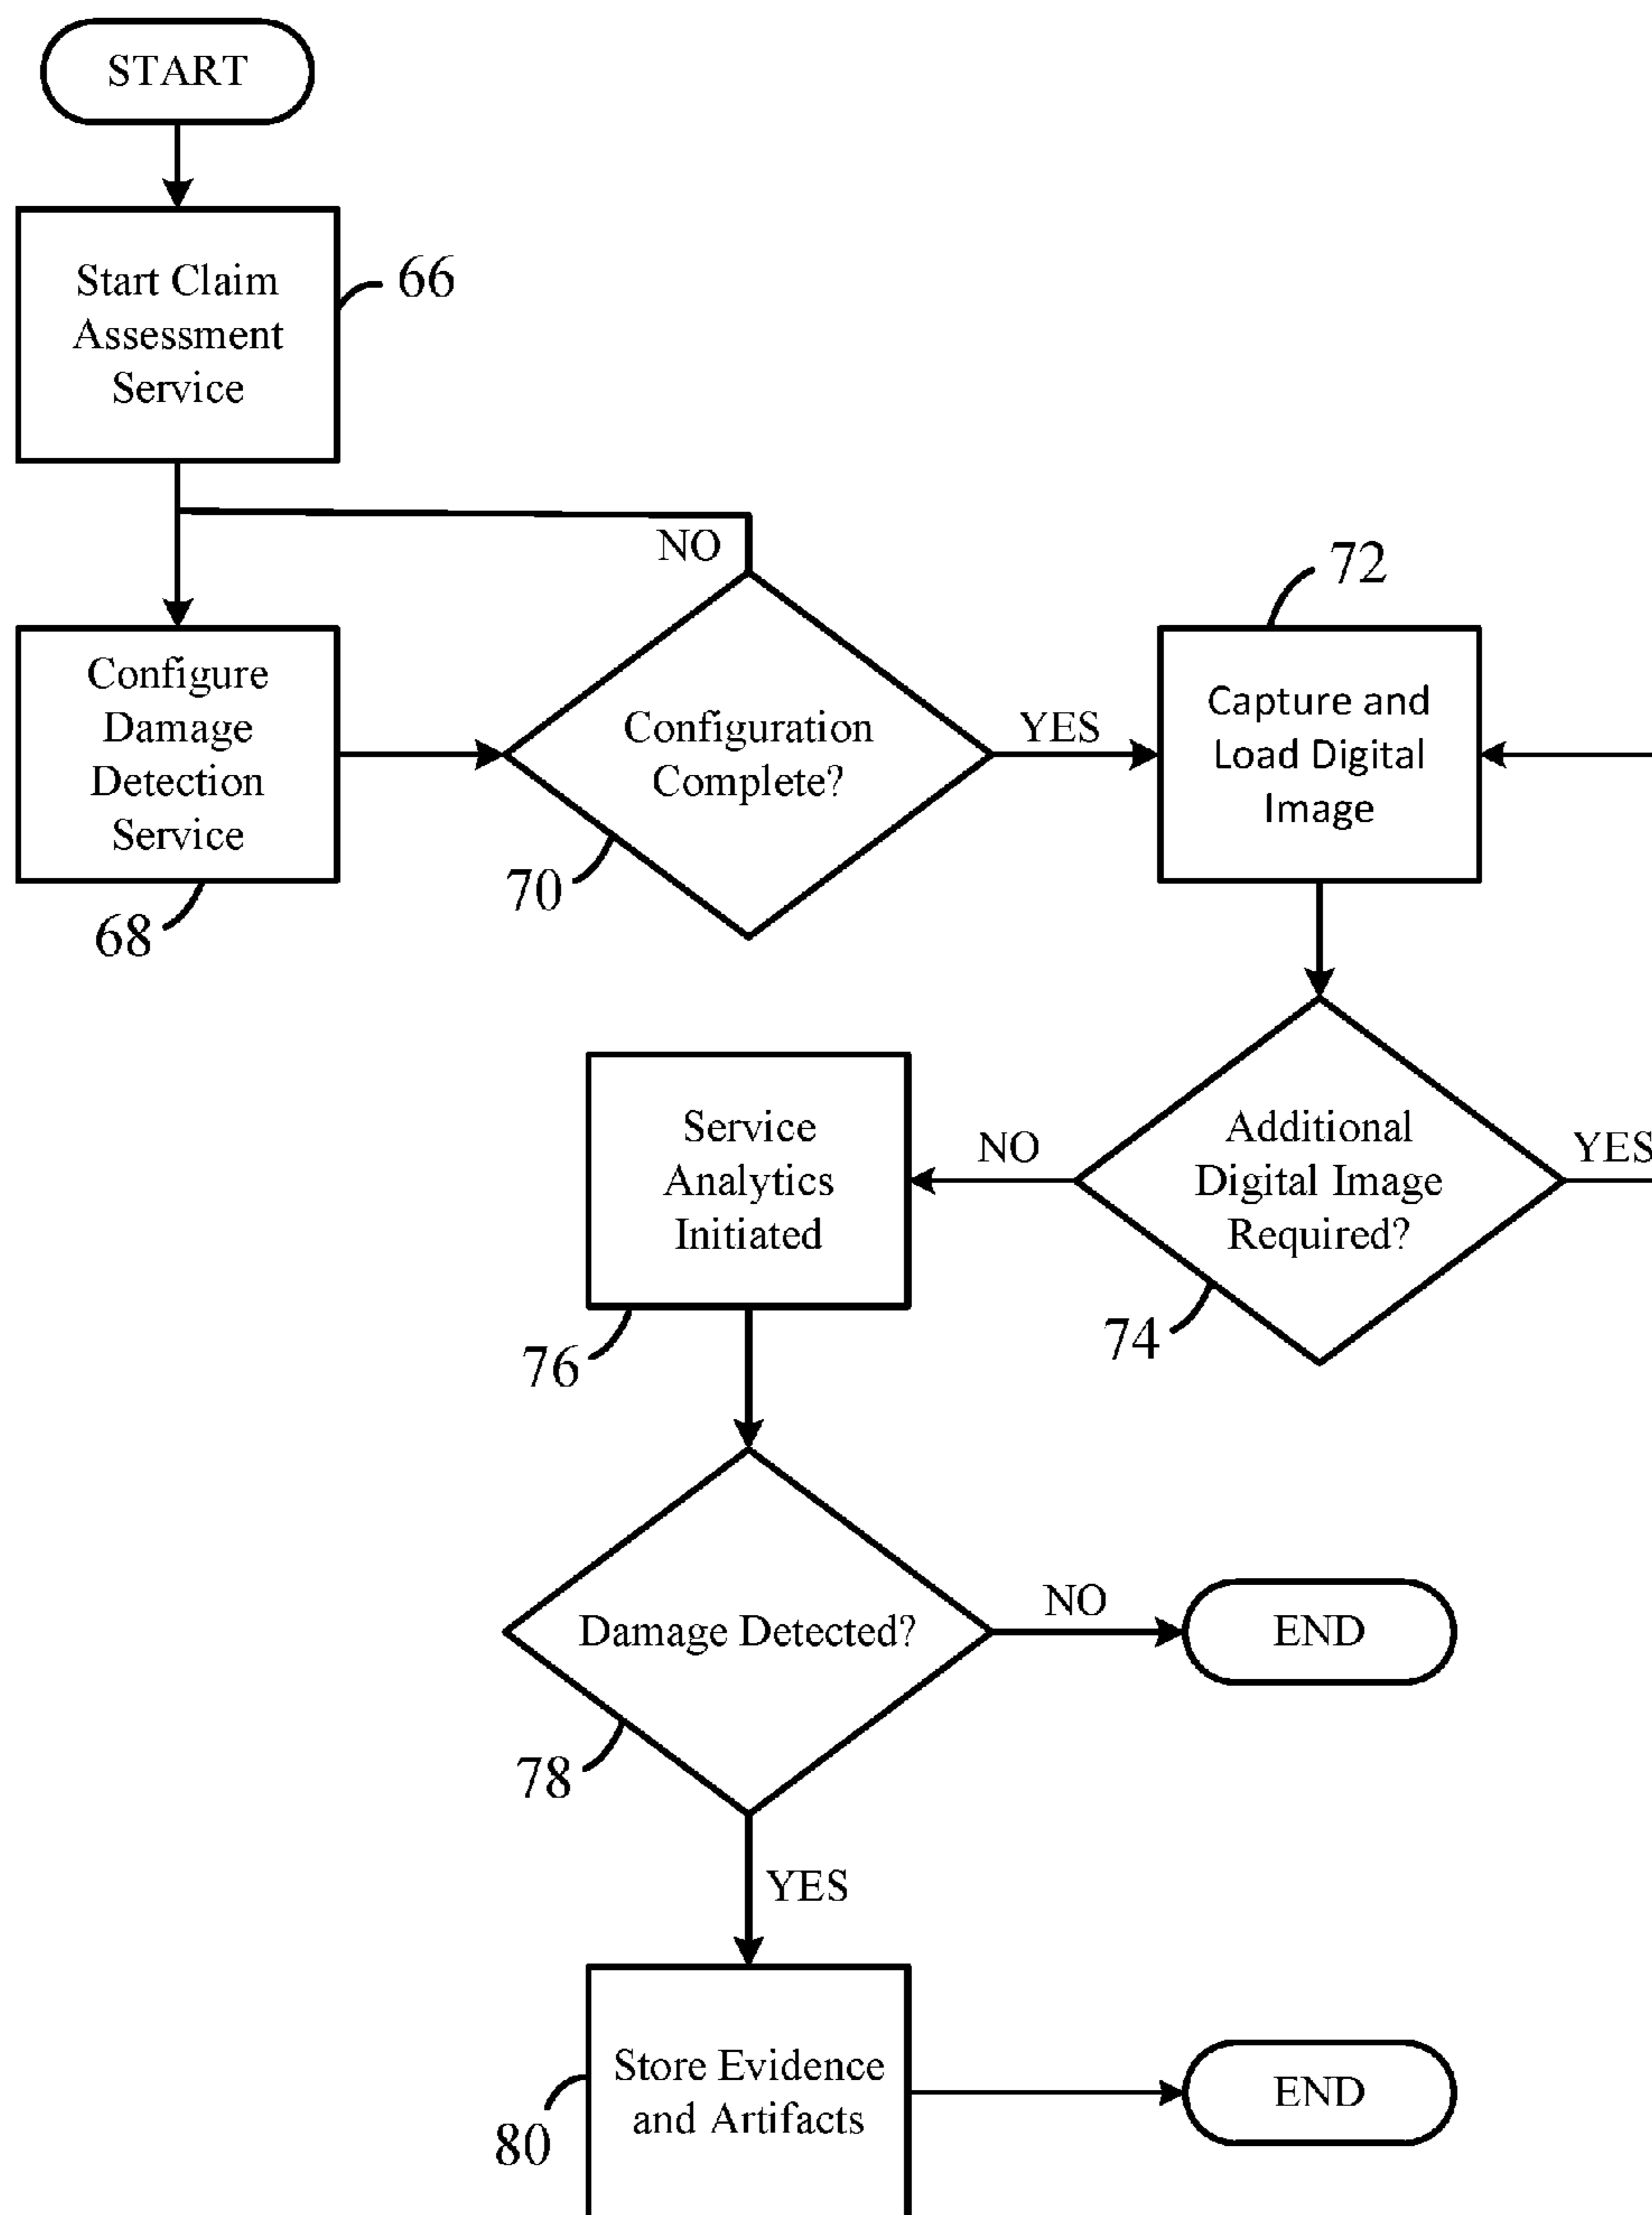 START
Start Claim
Assessment
Service
66
NO
Configure
Damage
Detection
Service
68
Configuration
Complete?
70
YES
72
Capture and
Load Digital
Image
Additional
Digital Image
Required?
74
YES
NO
Service
Analytics
Initiated
76
Damage Detected?
78
NO
END
YES
Store Evidence
and Artifacts
80
END